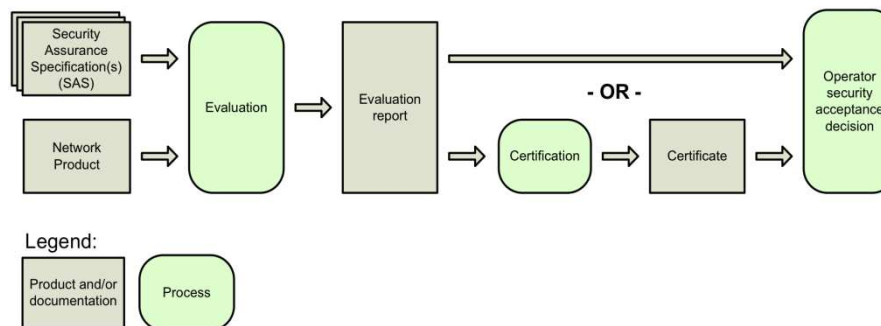 Security
Assurance
Specification(s)
(SAS)
Network
Product
Evaluation
Evaluation
report
- OR -
Certification
Certificate
Operator
security
acceptance
decision
Legend:
Product and/or
documentation
Process